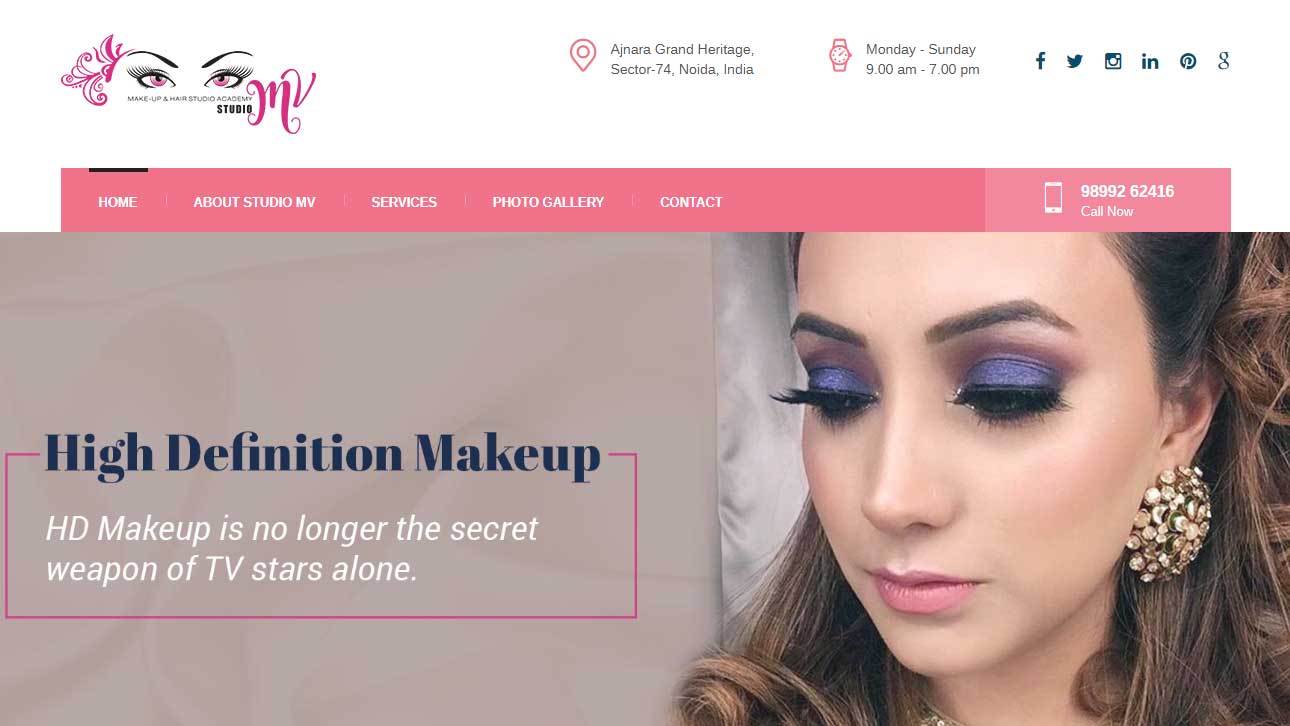 MAKE-UP & HAIR STUDIO ACADEMY
STUDIO MV
Ajnara Grand Heritage,
Sector-74, Noida, India
Monday - Sunday
9.00 am - 7.00 pm
HOME
ABOUT STUDIO MV
SERVICES
PHOTO GALLERY
CONTACT
98992 62416
Call Now
High Definition Makeup
HD Makeup is no longer the secret
weapon of TV stars alone.